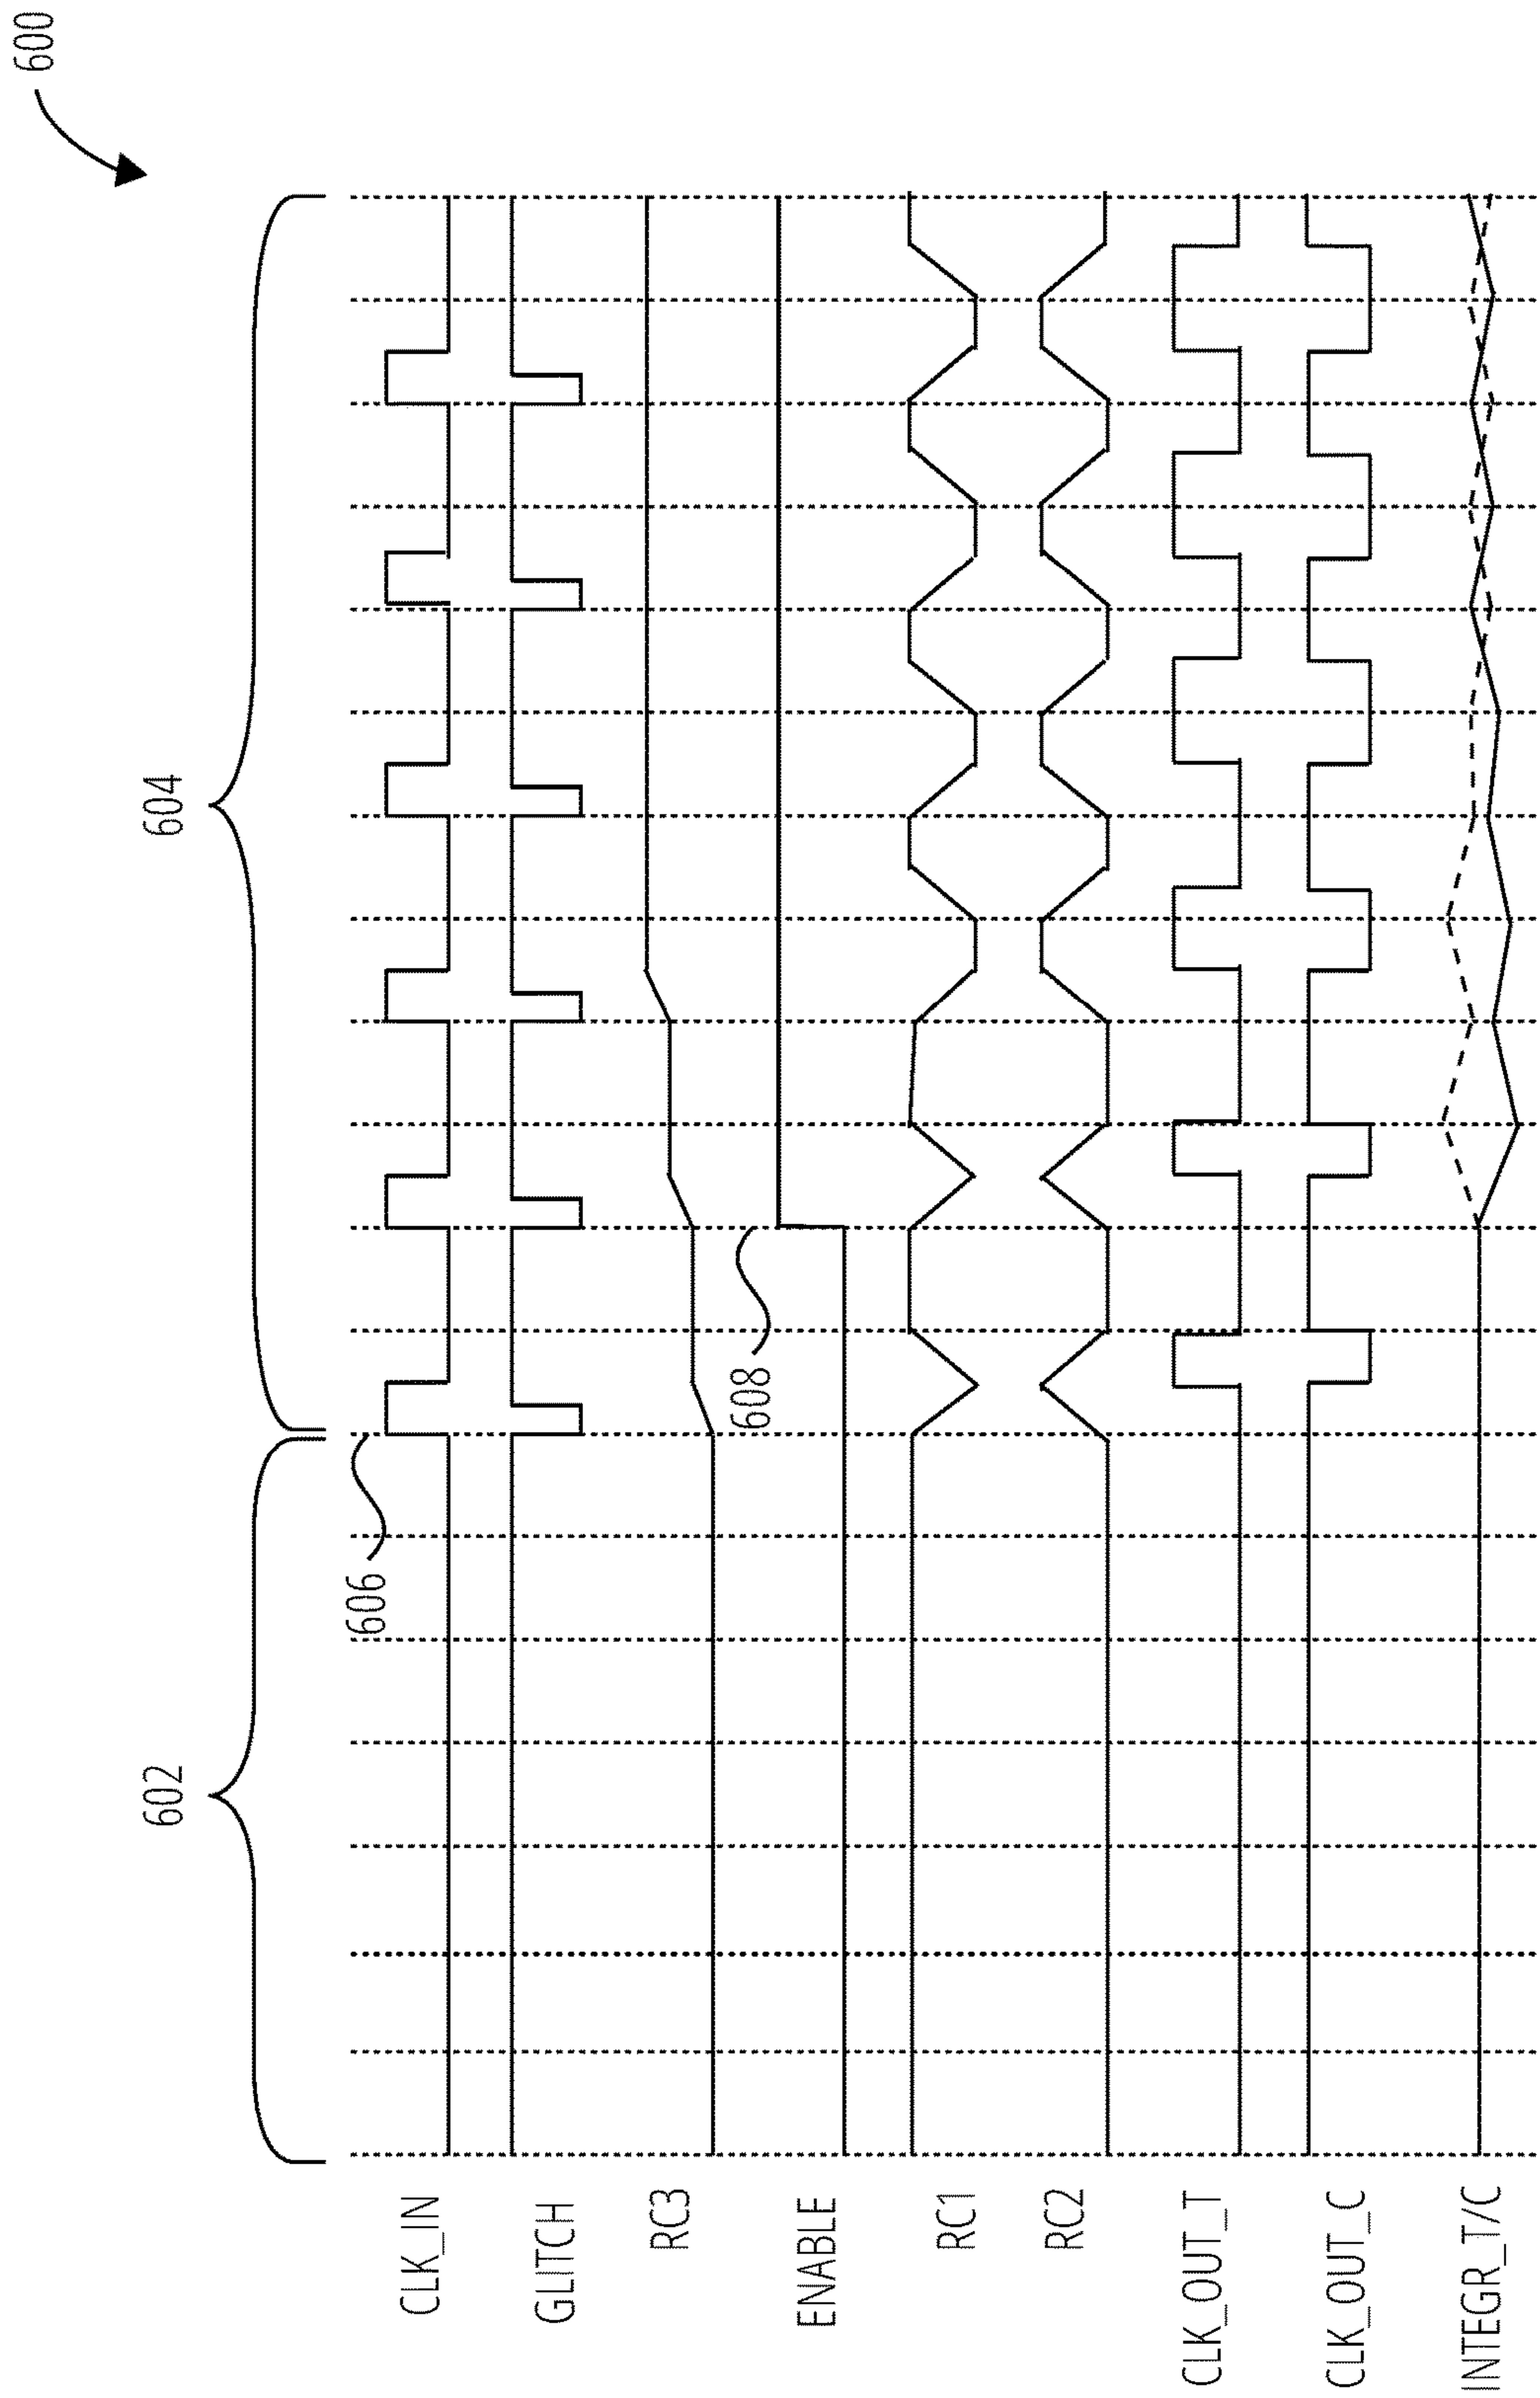 600
602
604
606
608
CLK_IN
GLITCH
RC3
ENABLE
RC1
RC2
CLK_OUT_T
CLK_OUT_C
INTEGR_T/C